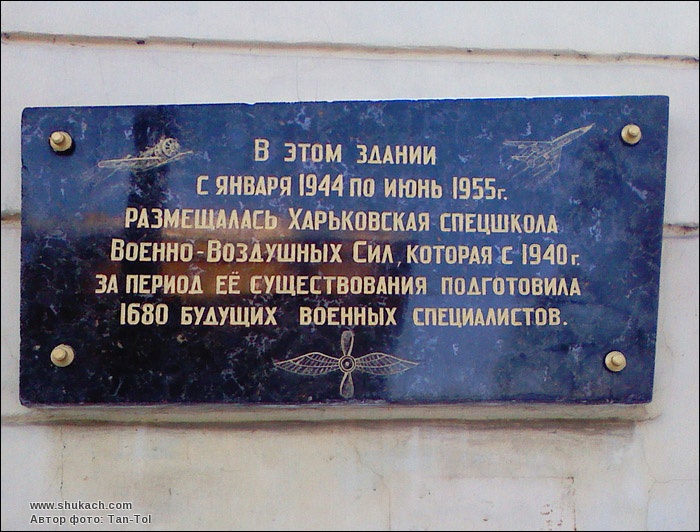 В ЭТОМ ЗДАНИИ
С ЯНВАРЯ 1944 ПО ИЮНЬ 1955г.
РАЗМЕЩАЛАСЬ ХАРЬКОВСКАЯ СПЕЦШКОЛА
ВОЕННО-ВОЗДУШНЫХ СИЛ, КОТОРАЯ С 1940г.
ЗА ПЕРИОД ЕЁ СУЩЕСТВОВАНИЯ ПОДГОТОВИЛА
1680 БУДУЩИХ ВОЕННЫХ СПЕЦИАЛИСТОВ.
www.shukach.com
Автор фото: Tan-Tol